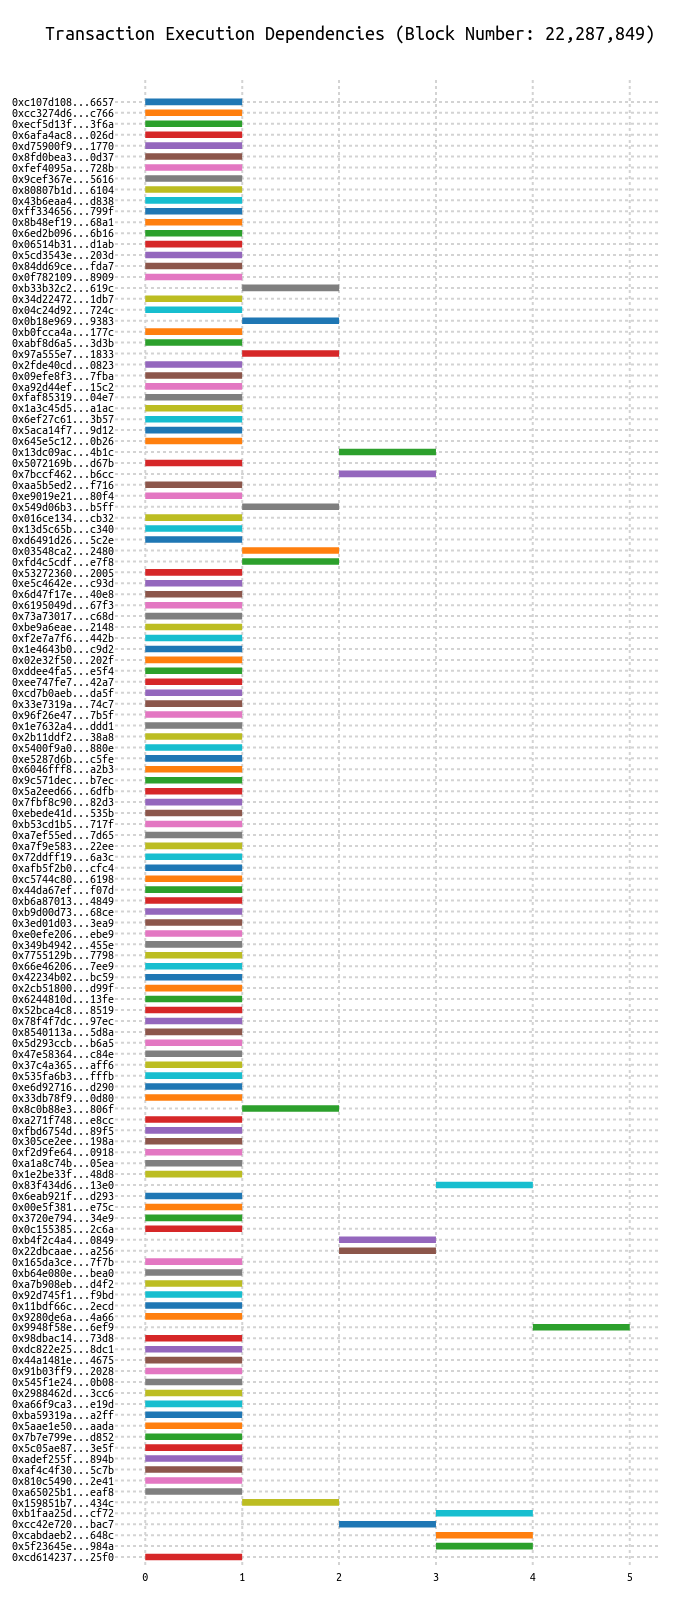 Transaction Execution Dependencies (Block Number: 22,287,849)
0xc107d108...6657
0xcc3274d6...c766
0xecf5d13f...3f6a
0x6afa4ac8...026d
0xd75900f9...1770
0x8fd0bea3...0d37
0xfef4095a...728b
0x9cef367e...5616
0x80807b1d...6104
0x43b6eaa4...d838
0xff334656...799f
0x8b48ef19...68a1
0x6ed2b096...6b16
0x06514b31...d1ab
0x5cd3543e...203d
0x84dd69ce...fda7
0x0f782109...8909
0xb33b32c2...619c
0x34d22472...1db7
0x04c24d92...724c
0x0b18e969...9383
0xb0fcca4a...177c
0xabf8d6a5...3d3b
0x97a555e7...1833
0x2fde40cd...0823
0x09efe8f3...7fba
0xa92d44ef...15c2
0xfaf85319...04e7
0x1a3c45d5...a1ac
0x6ef27c61...3b57
0x5aca14f7...9d12
0x645e5c12...0b26
0x13dc09ac...4b1c
0x5072169b...d67b
0x7bccf462...b6cc
0xaa5b5ed2...f716
0xe9019e21...80f4
0x549d06b3...b5ff
0x016ce134...cb32
0x13d5c65b...c340
0xd6491d26...5c2e
0x03548ca2...2480
0xfd4c5cdf...e7f8
0x53272360...2005
0xe5c4642e...c93d
0x6d47f17e...40e8
0x6195049d...67f3
0x73a73017...c68d
0xbe9a6eae...2148
0xf2e7a7f6...442b
0x1e4643b0...c9d2
0x02e32f50...202f
0xddee4fa5...e5f4
0xee747fe7...42a7
0xcd7b0aeb...da5f
0x33e7319a...74c7
0x96f26e47...7b5f
0x1e7632a4...ddd1
0x2b11ddf2...38a8
0x5400f9a0...880e
0xe5287d6b...c5fe
0x6046fff8...a2b3
0x9c571dec...b7ec
0x5a2eed66...6dfb
0x7fbf8c90...82d3
0xebede41d...535b
0xb53cd1b5...717f
0xa7ef55ed...7d65
0xa7f9e583...22ee
0x72ddff19...6a3c
0xafb5f2b0...cfc4
0xc5744c80...6198
0x44da67ef...f07d
0xb6a87013...4849
0xb9d00d73...68ce
0x3ed01d03...3ea9
0xe0efe206...ebe9
0x349b4942...455e
0x7755129b...7798
0x66e46206...7ee9
0x42234b02...bc59
0x2cb51800...d99f
0x6244810d...13fe
0x52bca4c8...8519
0x78f4f7dc...97ec
0x8540113a...5d8a
0x5d293ccb...b6a5
0x47e58364...c84e
0x37c4a365...aff6
0x535fa6b3...fffb
0xe6d92716...d290
0x33db78f9...0d80
0x8c0b88e3...806f
0xa271f748...e8cc
0xfbd6754d...89f5
0x305ce2ee...198a
0xf2d9fe64...0918
0xa1a8c74b...05ea
0x1e2be33f...48d8
0x83f434d6...13e0
0x6eab921f...d293
0x00e5f381...e75c
0x3720e794...34e9
0x0c155385...2c6a
0xb4f2c4a4...0849
0x22dbcaae...a256
0x165da3ce...7f7b
0xb64e080e...bea0
0xa7b908eb...d4f2
0x92d745f1...f9bd
0x11bdf66c...2ecd
0x9280de6a...4a66
0x9948f58e...6ef9
0x98dbac14...73d8
0xdc822e25...8dc1
0x44a1481e...4675
0x91b03ff9...2028
0x545f1e24...0b08
0x2988462d...3cc6
0xa66f9ca3...e19d
0xba59319a...a2ff
0x5aae1e50...aada
0x7b7e799e...d852
0x5c05ae87...3e5f
0xadef255f...894b
0xaf4c4f30...5c7b
0x810c5490...2e41
0xa65025b1...eaf8
0x159851b7...434c
0xb1faa25d...cf72
0xcc42e720...bac7
0xcabdaeb2...648c
0x5f23645e...984a
0xcd614237...25f0
0 1 2 3 4 5